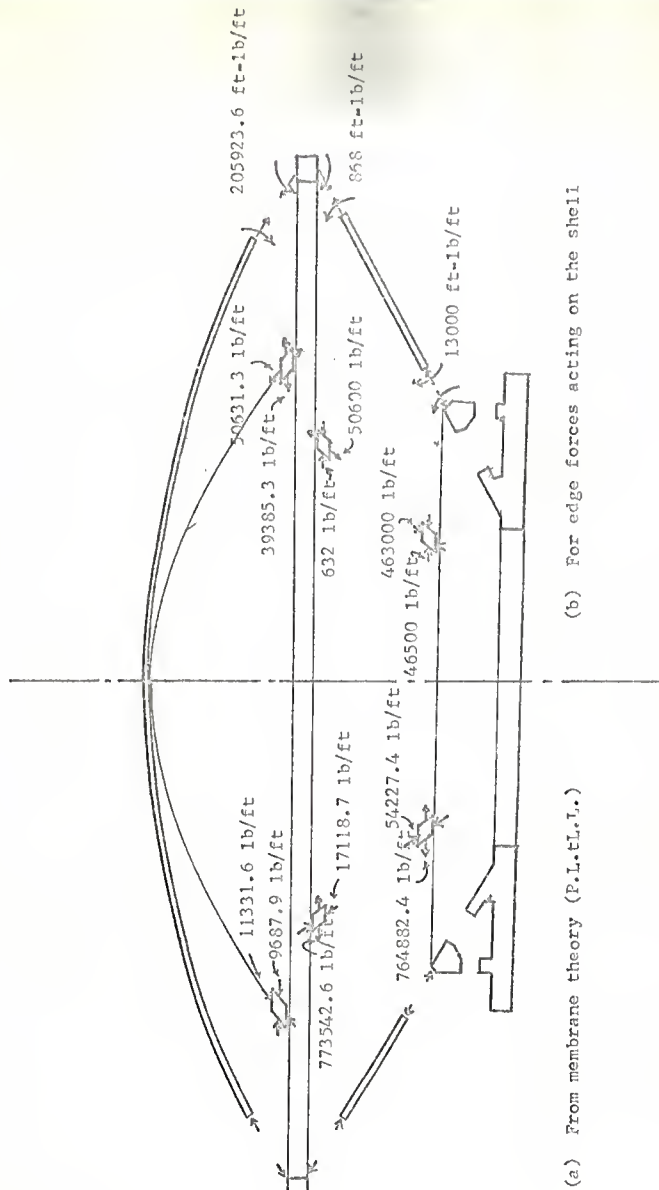 11331.6 lb/ft
9687.9 lb/ft
773542.6 lb/ft
17118.7 lb/ft
764882.4 lb/ft
54227.4 lb/ft
(a) From membrane theory
205923.6 ft-lb/ft
50631.3 lb/ft
39385.3 lb/ft
858 ft-lb/ft
632 lb/ft
50600 lb/ft
13000 ft-lb/ft
463000 lb/ft
46500 lb/ft
(b) For edge forces acting on the shell